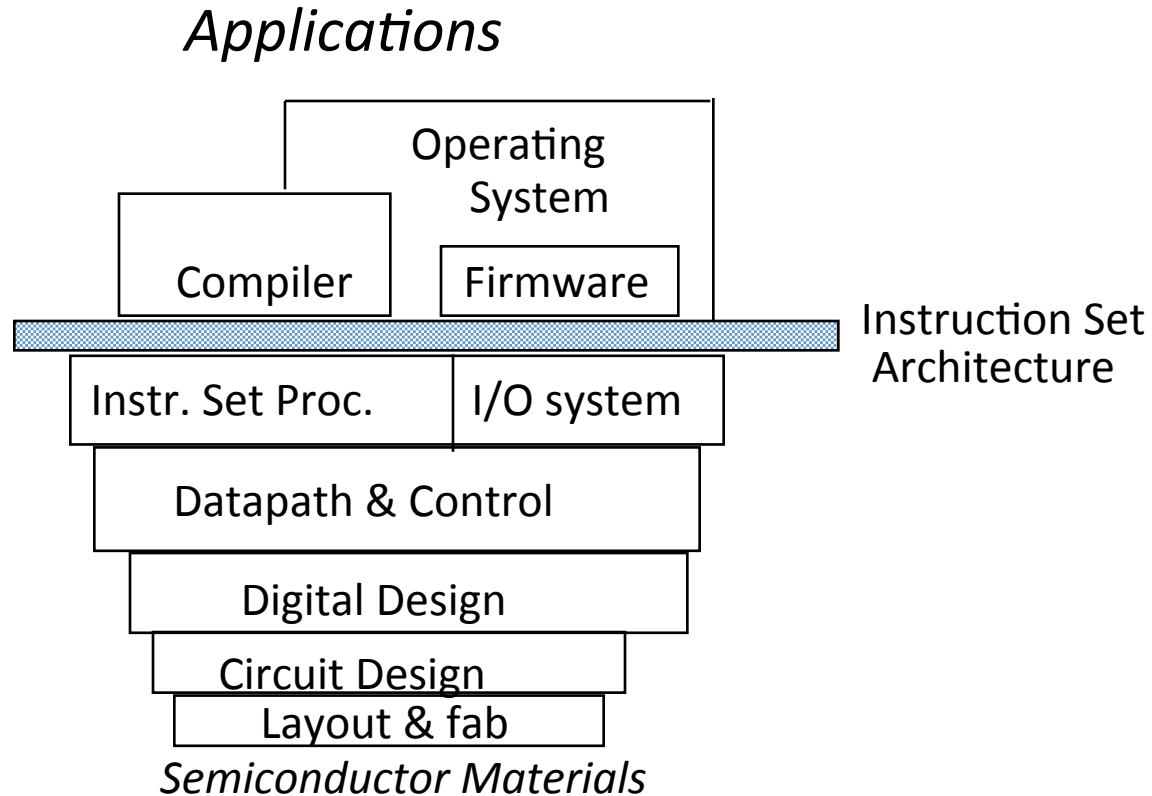 Applications
Operating
System
Compiler
Firmware
Instruction Set
Architecture
Instr. Set Proc.
I/O system
Datapath & Control
Digital Design
Circuit Design
Layout & fab
Semiconductor Materials